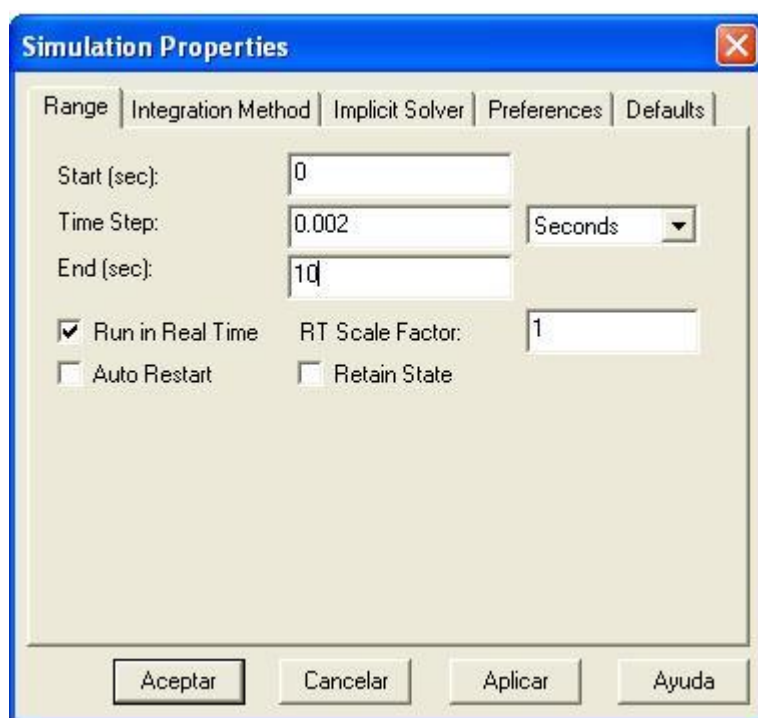 Simulation Properties
Range Integration Method Implicit Solver Preferences Defaults
Start (sec): 0
Time Step: 0.002 Seconds
End (sec): 10
Run in Real Time RT Scale Factor: 1
Auto Restart Retain State
Aceptar Cancelar Aplicar Ayuda